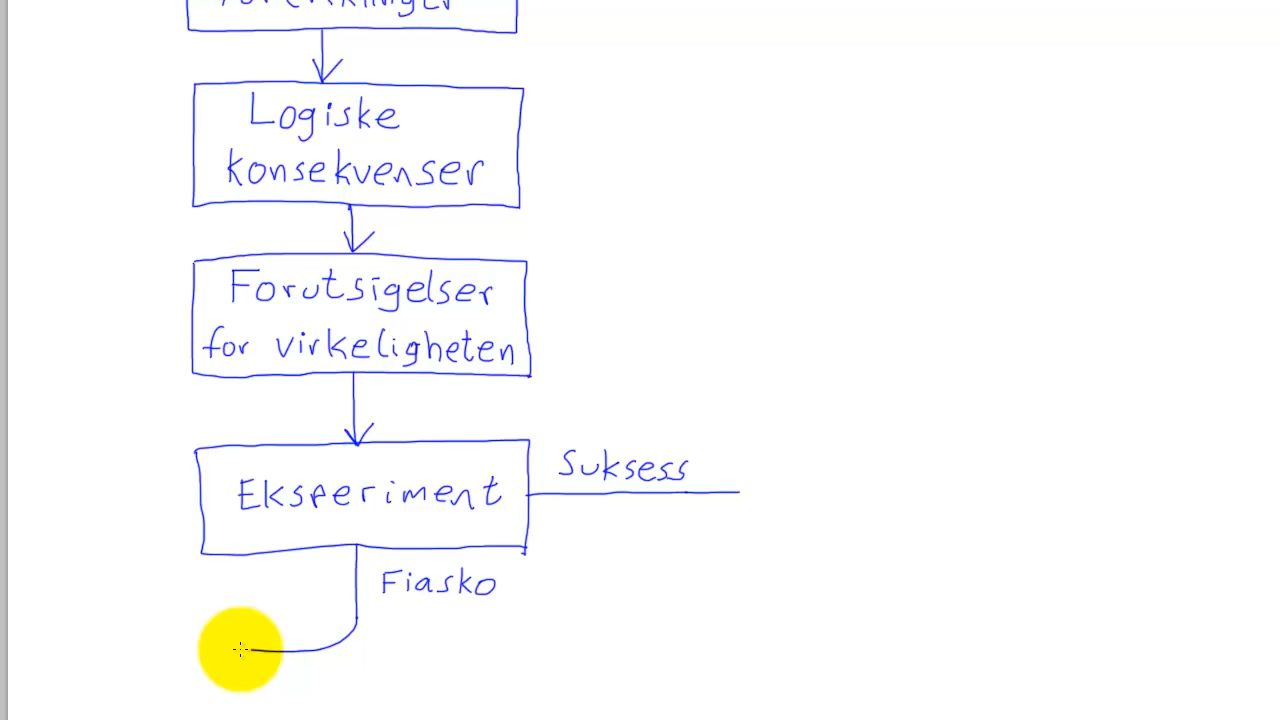 Logiske
konsekvenser
Forutsigelser
for virkeligheten
Eksperiment
Suksess
Fiasko